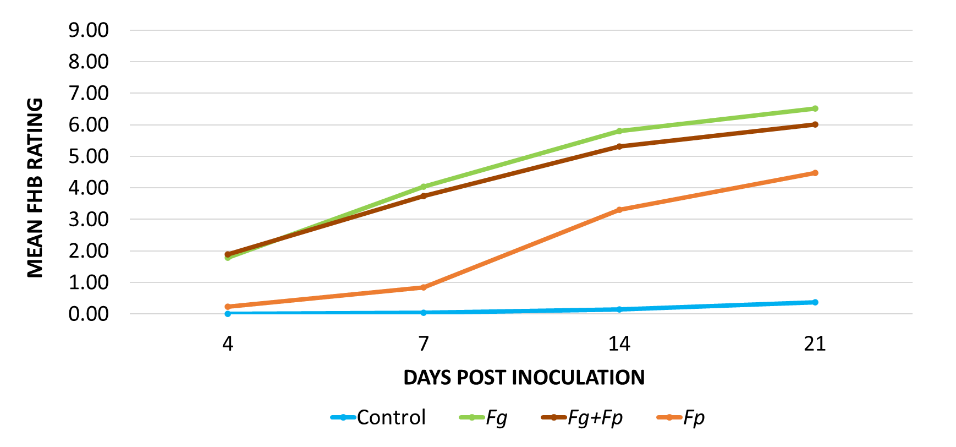 9.00
8.00
7.00
6.00
5.00
4.00
3.00
2.00
1.00
0.00
MEAN FHB RATING
4 7 14 21
DAYS POST INOCULATION
Control Fg Fg+Fp Fp